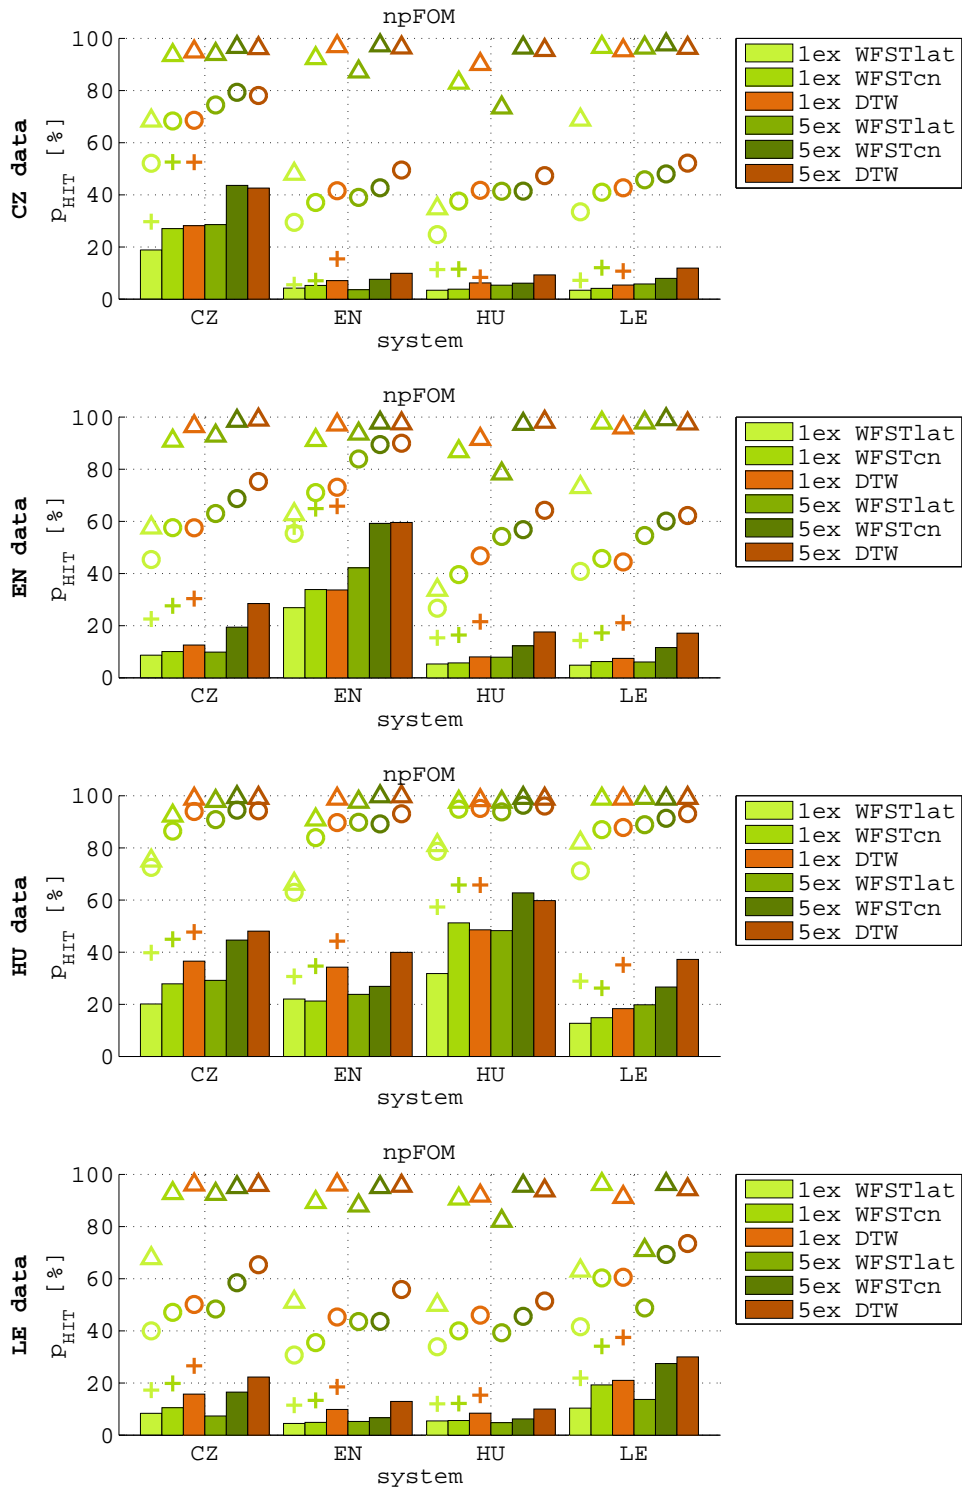 npFOM
CZ data
pHIT [%]
100
80
60
40
20
0
CZ EN HU LE
system
1ex WFSTlat
1ex WFSTcn
1ex DTW
5ex WFSTlat
5ex WFSTcn
5ex DTW
npFOM
EN data
pHIT [%]
100
80
60
40
20
0
CZ EN HU LE
system
1ex WFSTlat
1ex WFSTcn
1ex DTW
5ex WFSTlat
5ex WFSTcn
5ex DTW
npFOM
HU data
pHIT [%]
100
80
60
40
20
0
CZ EN HU LE
system
1ex WFSTlat
1ex WFSTcn
1ex DTW
5ex WFSTlat
5ex WFSTcn
5ex DTW
npFOM
LE data
pHIT [%]
100
80
60
40
20
0
CZ EN HU LE
system
1ex WFSTlat
1ex WFSTcn
1ex DTW
5ex WFSTlat
5ex WFSTcn
5ex DTW